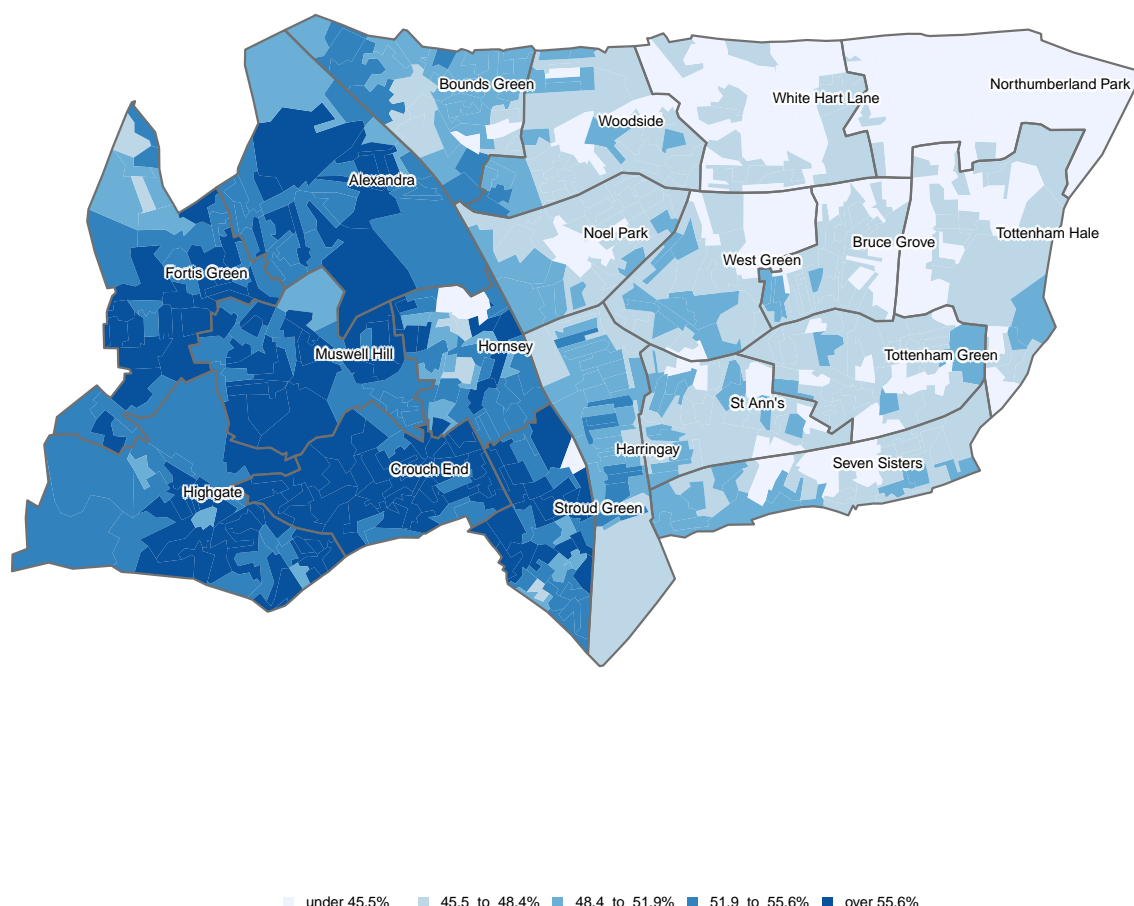 Bounds Green
Northumberland Park
White Hart Lane
Woodside
Alexandra
Noel Park
Tottenham Hale
Bruce Grove
West Green
Fortis Green
Hornsey
Muswell Hill
Tottenham Green
St Ann's
Harringay
Seven Sisters
Crouch End
Highgate
Stroud Green
under 45.5% 45.5 to 48.4% 48.4 to 51.9% 51.9 to 55.6% over 55.6%